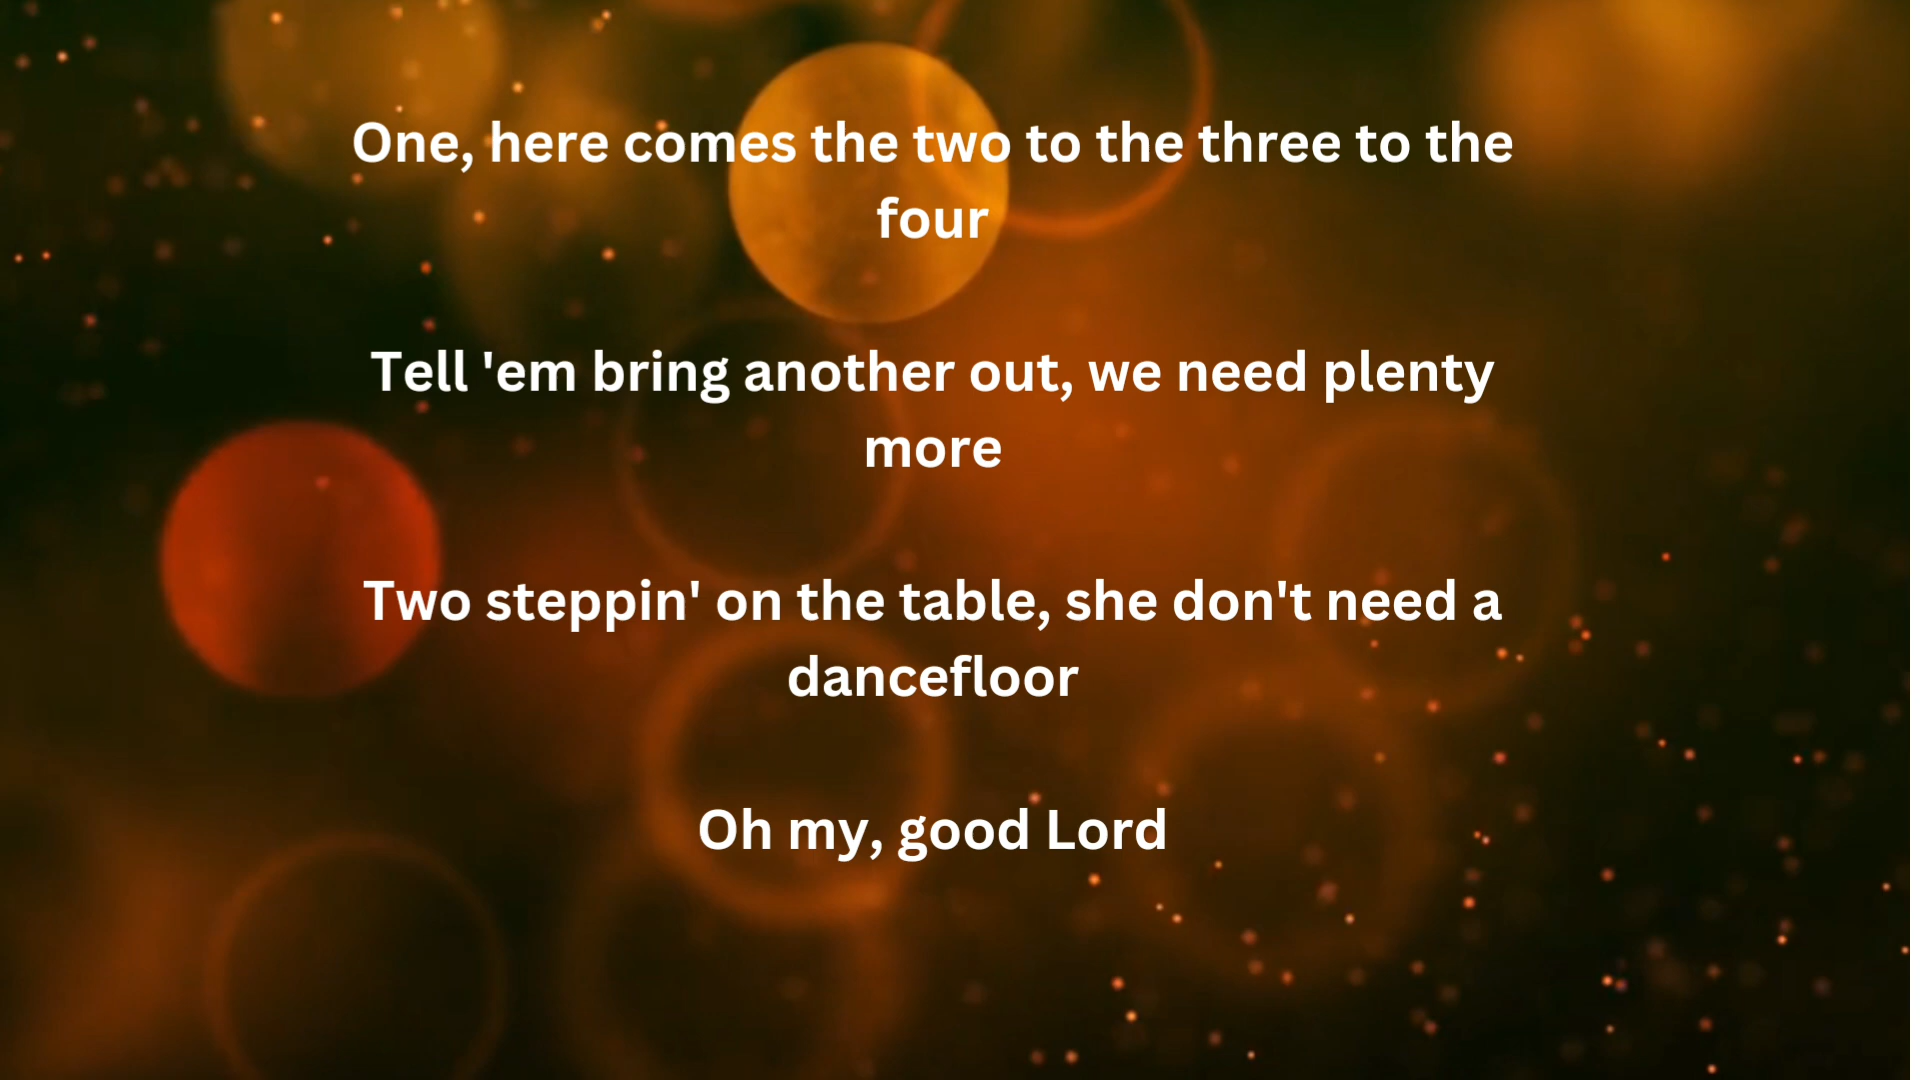 One, here comes the two to the three to the
four
Tell 'em bring another out, we need plenty
more
Two steppin' on the table, she don't need a
dancefloor
Oh my, good Lord